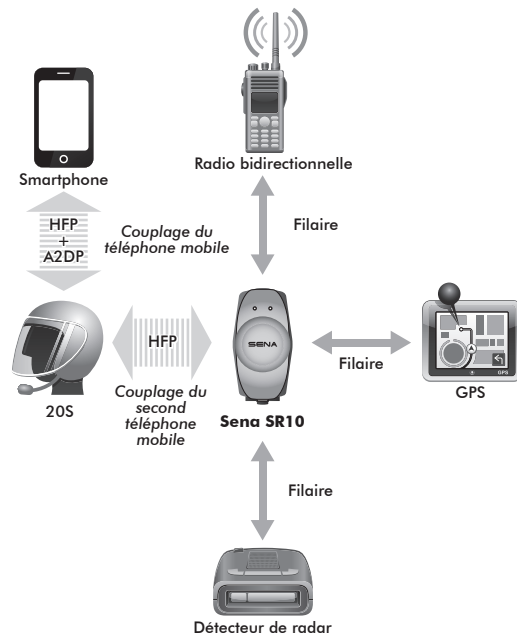 Radio bidirectionnelle
Smartphone
HFP
+
A2DP
Couplage du
téléphone mobile
Filaire
HFP
SENA
Filaire
GPS
GPS
20S
Couplage du
second
téléphone
mobile
Sena SR10
Filaire
Détecteur de radar